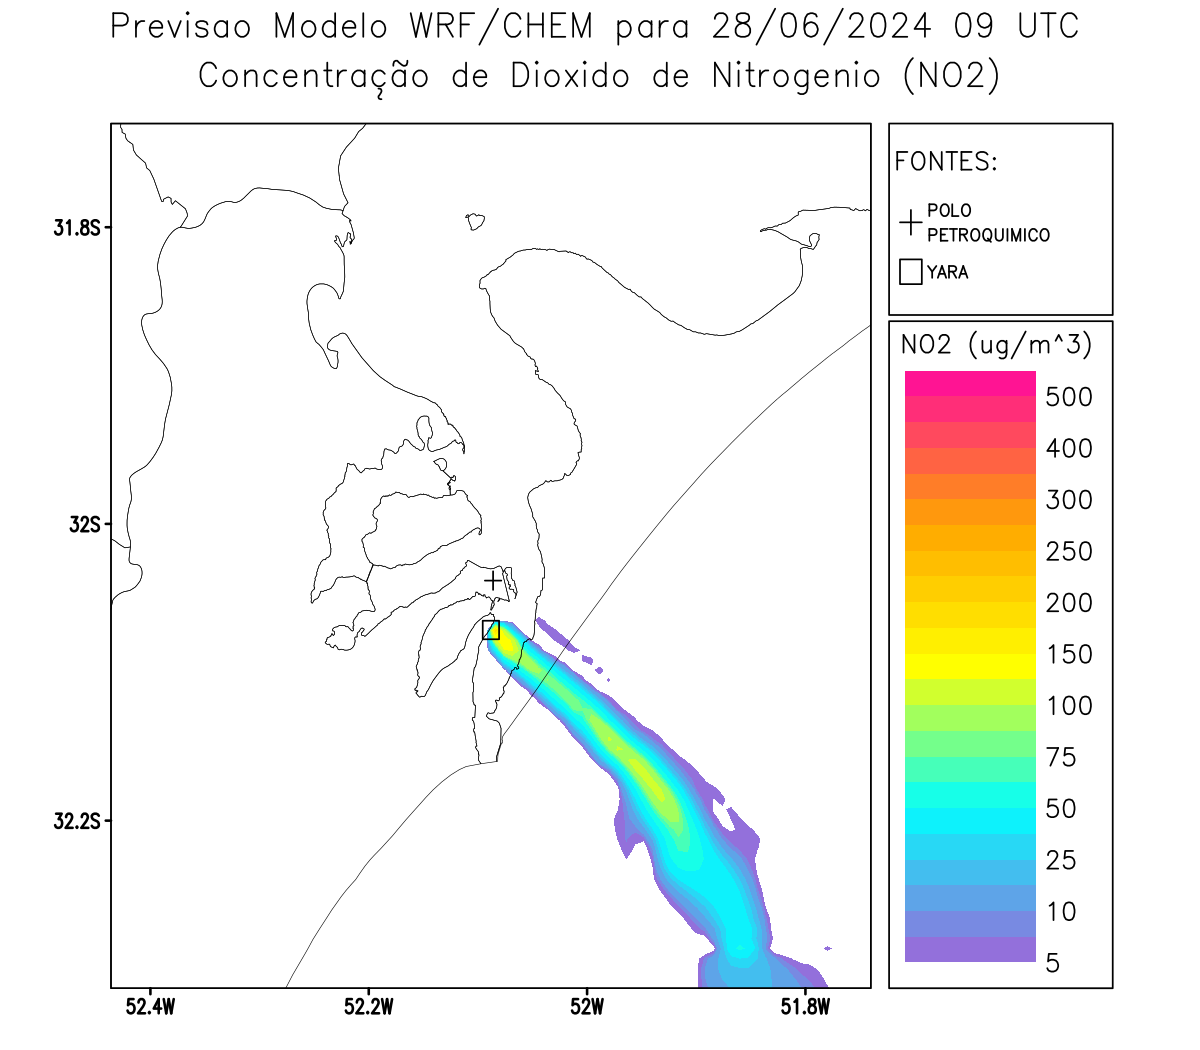 Previsao Modelo WRF/CHEM para 28/06/2024 09 UTC
Concentração de Dioxido de Nitrogenio (NO2)
FONTES:
POLO
PETROQUIMICO
YARA
31.8S
32S
32.2S
52.4W
52.2W
52W
51.8W
NO2 (ug/m^3)
500
400
300
250
200
150
100
75
50
25
10
5